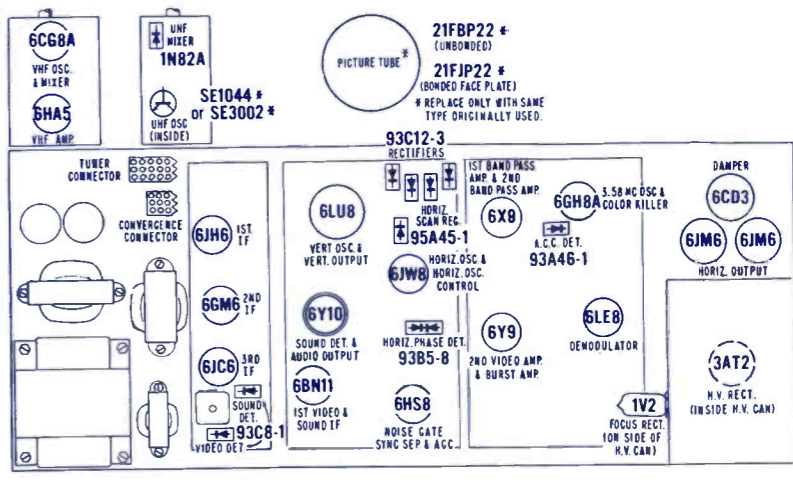 6CG8A
VHF OSC.
& MIXER
6HA5
VHF AMP.
UHF
MIXER
1N82A
SE1044 *
or SE3002 *
UHF OSC
(INSIDE)
PICTURE TUBE*
21FBP22 *
(UNBONDED)
21FJP22 *
(BONDED FACE PLATE)
* REPLACE ONLY WITH SAME
TYPE ORIGINALLY USED.
TUNER
CONNECTOR
CONVERGENCE
CONNECTOR
6JH6
1ST.
IF
6GM6
2ND
IF
6JC6
3RD
IF
SOUND
DET.
93C8-1
VIDEO DET.
93C12-3
RECTIFIERS
6LU8
VERT OSC. &
VERT. OUTPUT
HORIZ.
SCAN REC.
95A45-1
6JW8
HORIZ. OSC &
HORIZ. OSC.
CONTROL
6Y10
SOUND DET. &
AUDIO OUTPUT
HORIZ. PHASE DET.
93B5-8
6BN11
1ST VIDEO &
SOUND IF
6HS8
NOISE GATE
SYNC SEP & AGC
1ST BAND PASS
AMP. & 2ND
BAND PASS AMP.
6X9
6GH8A
3.58 MC OSC &
COLOR KILLER
A.C.C. DET.
93A46-1
6Y9
2ND VIDEO AMP.
& BURST AMP.
6LE8
DEMODULATOR
DAMPER
6CD3
6JM6
6JM6
HORIZ. OUTPUT
3AT2
H.V. RECT.
(INSIDE H.V. CAN)
1V2
FOCUS RECT.
(ON SIDE OF
H.V. CAN)